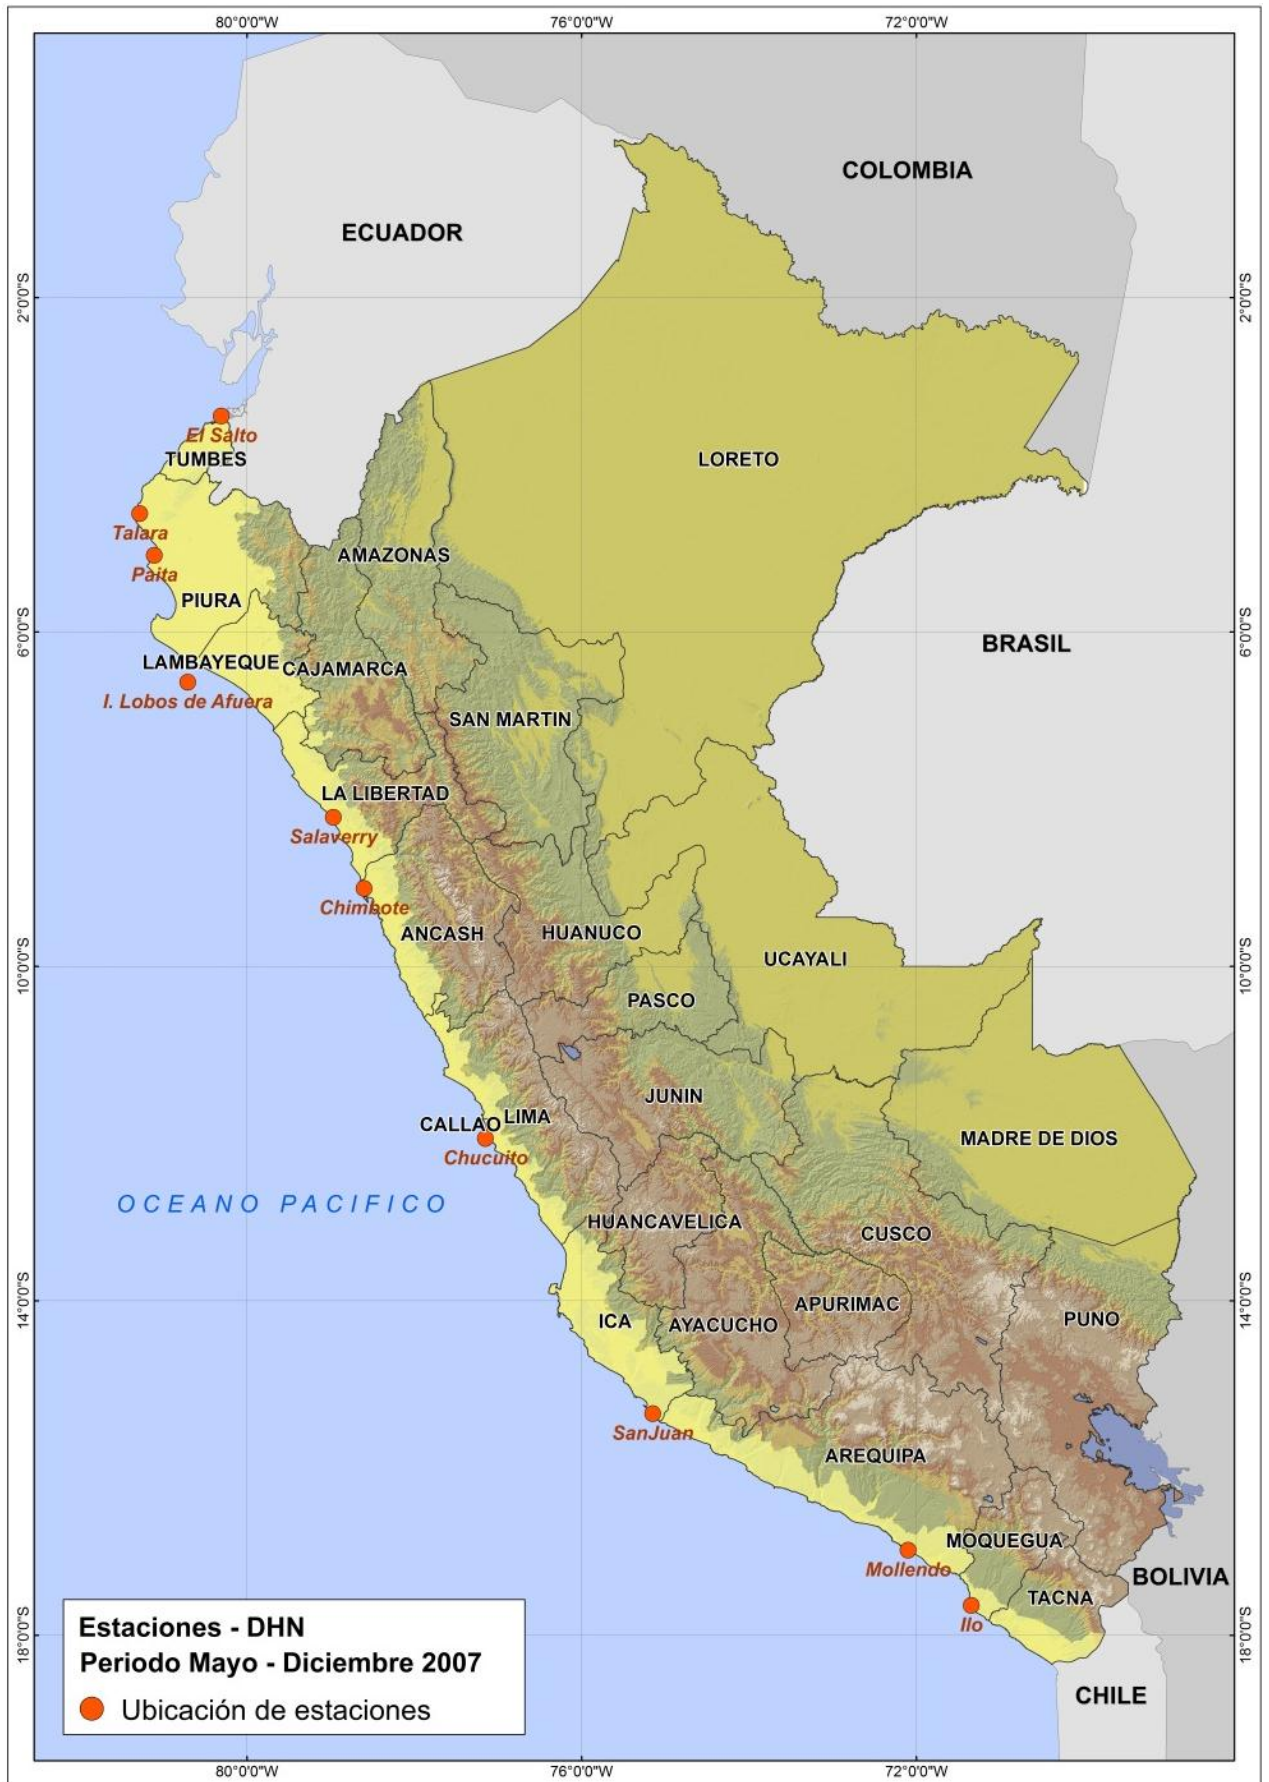 80°0'0"W
76°0'0"W
72°0'0"W
COLOMBIA
ECUADOR
2°0'0"S
2°0'0"S
El Salto
TUMBES
LORETO
Talara
AMAZONAS
Paita
PIURA
6°0'0"S
BRASIL
6°0'0"S
LAMBAYEQUE
CAJAMARCA
I. Lobos de Afuera
SAN MARTIN
LA LIBERTAD
Salaverry
Chimbote
ANCASH
HUANUCO
UCAYALI
10°0'0"S
10°0'0"S
PASCO
JUNIN
CALLAO
LIMA
MADRE DE DIOS
Chucuito
OCEANO PACIFICO
HUANCAVELICA
CUSCO
14°0'0"S
14°0'0"S
ICA
AYACUCHO
APURIMAC
PUNO
SanJuan
AREQUIPA
MOQUEGUA
Mollendo
BOLIVIA
TACNA
Ilo
18°0'0"S
18°0'0"S
Estaciones - DHN
Periodo Mayo - Diciembre 2007
Ubicación de estaciones
CHILE
80°0'0"W
76°0'0"W
72°0'0"W